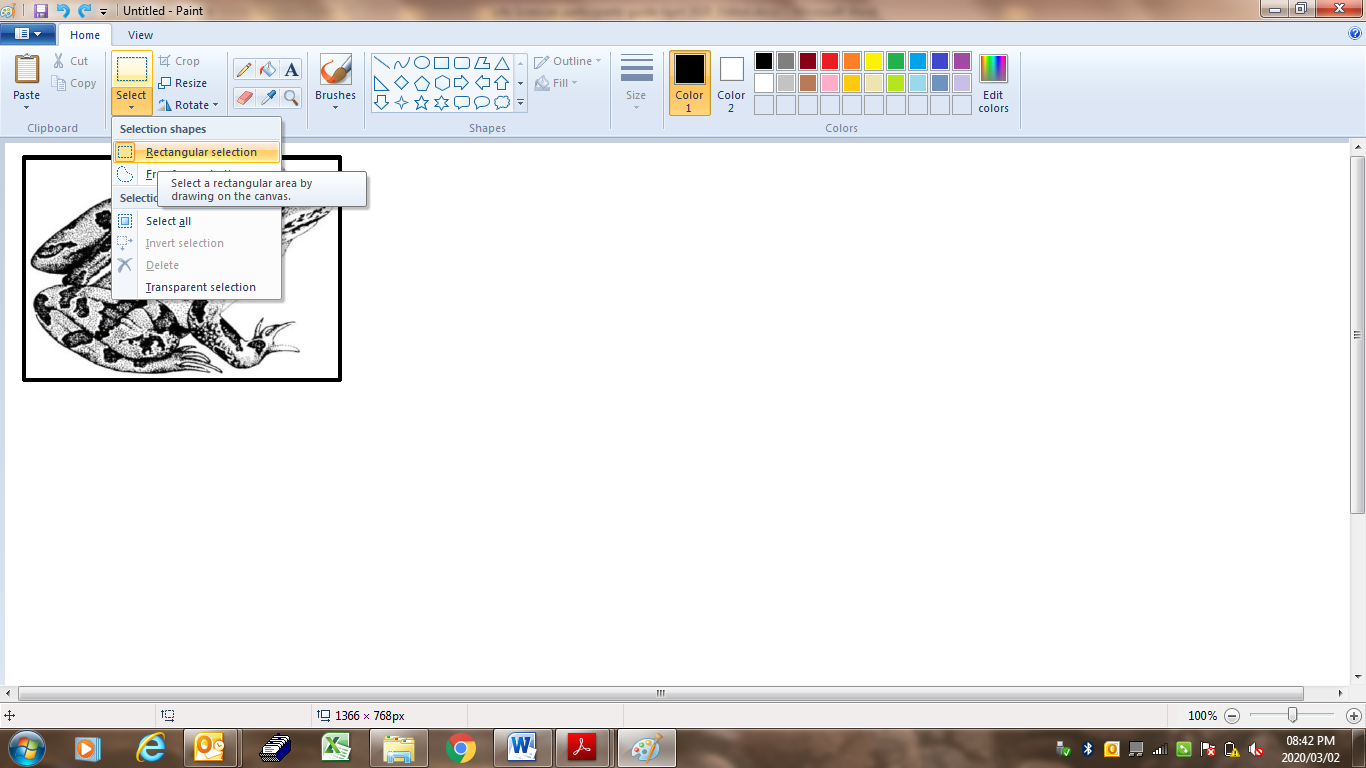 Untitled - Paint
Home View
Paste
Cut
Copy
Clipboard
Select
Crop
Resize
Rotate
A
Brushes
Outline
Fill
Shapes
Size
Color 1
Color 2
Edit colors
Colors
Selection shapes
Rectangular selection
Select a rectangular area by
drawing on the canvas.
Select all
Invert selection
Delete
Transparent selection
1366 × 768px
100%
08:42 PM
2020/03/02